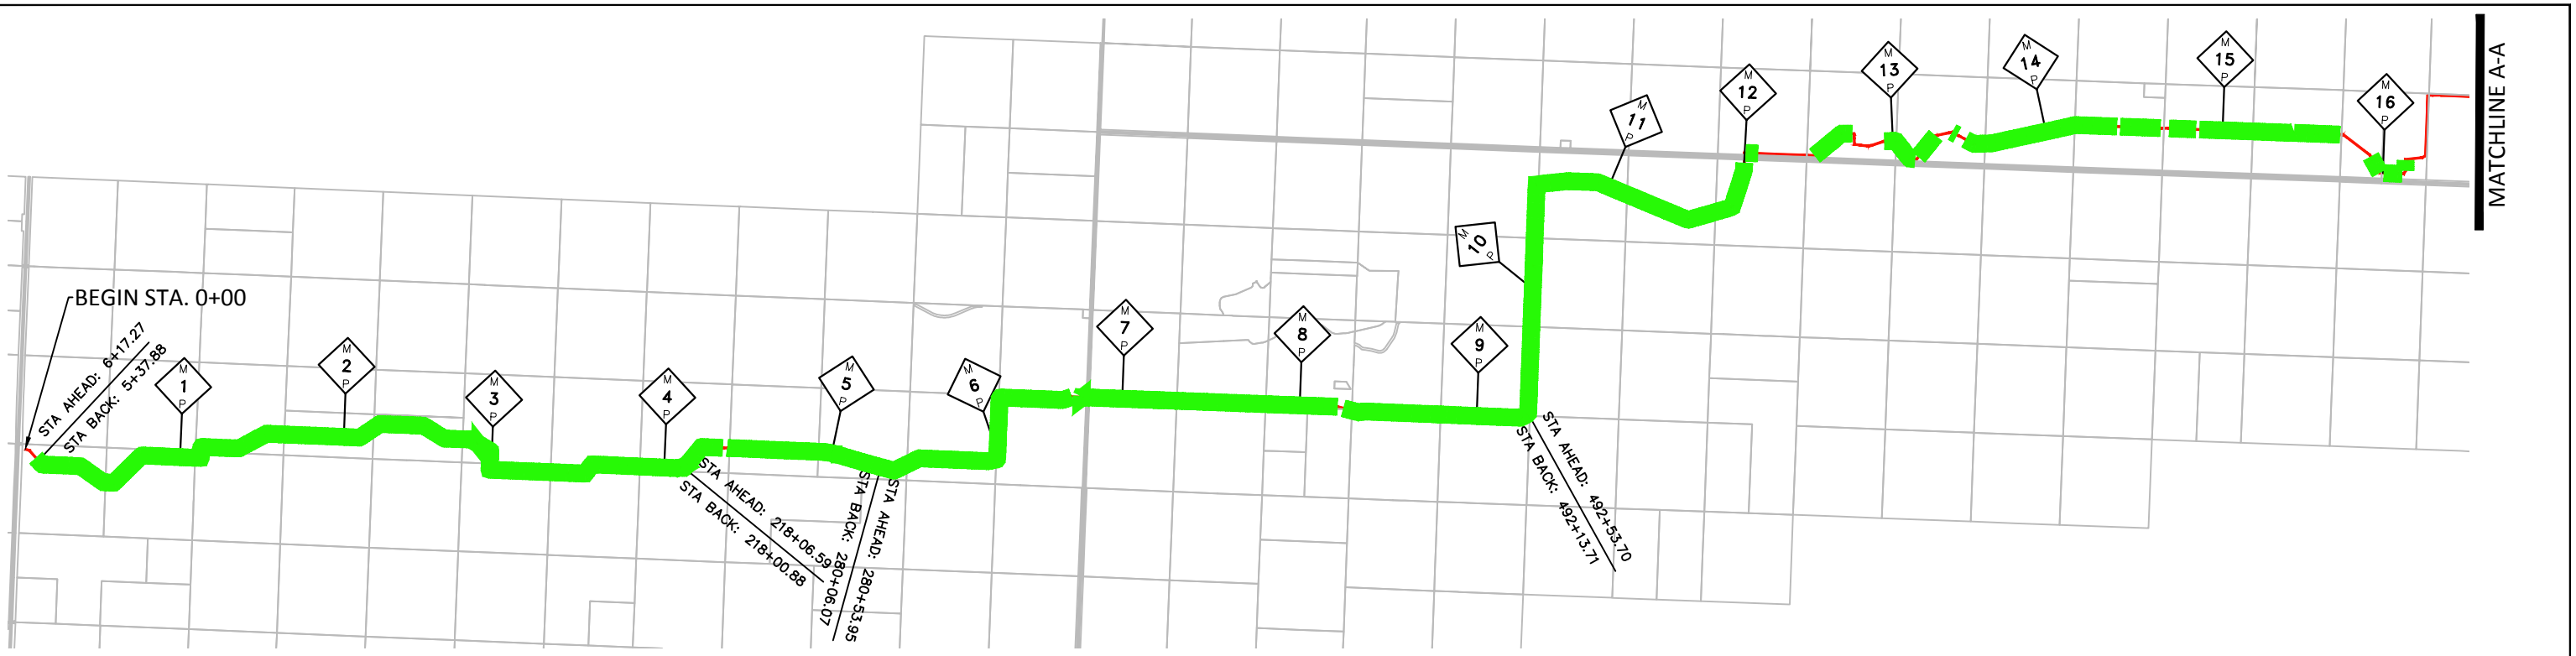 BEGIN STA. 0+00
STA AHEAD: 6+17.27
STA BACK: 5+37.88
M
1
P
M
2
P
M
3
P
M
4
P
STA AHEAD: 218+06.59
STA BACK: 218+00.88
M
5
P
STA BACK: 280+06.07
STA AHEAD: 280+53.95
M
6
P
M
7
P
M
8
P
M
9
P
STA AHEAD: 492+53.70
STA BACK: 492+13.71
M
10
P
M
11
P
M
12
P
M
13
P
M
14
P
M
15
P
M
16
P
MATCHLINE A-A